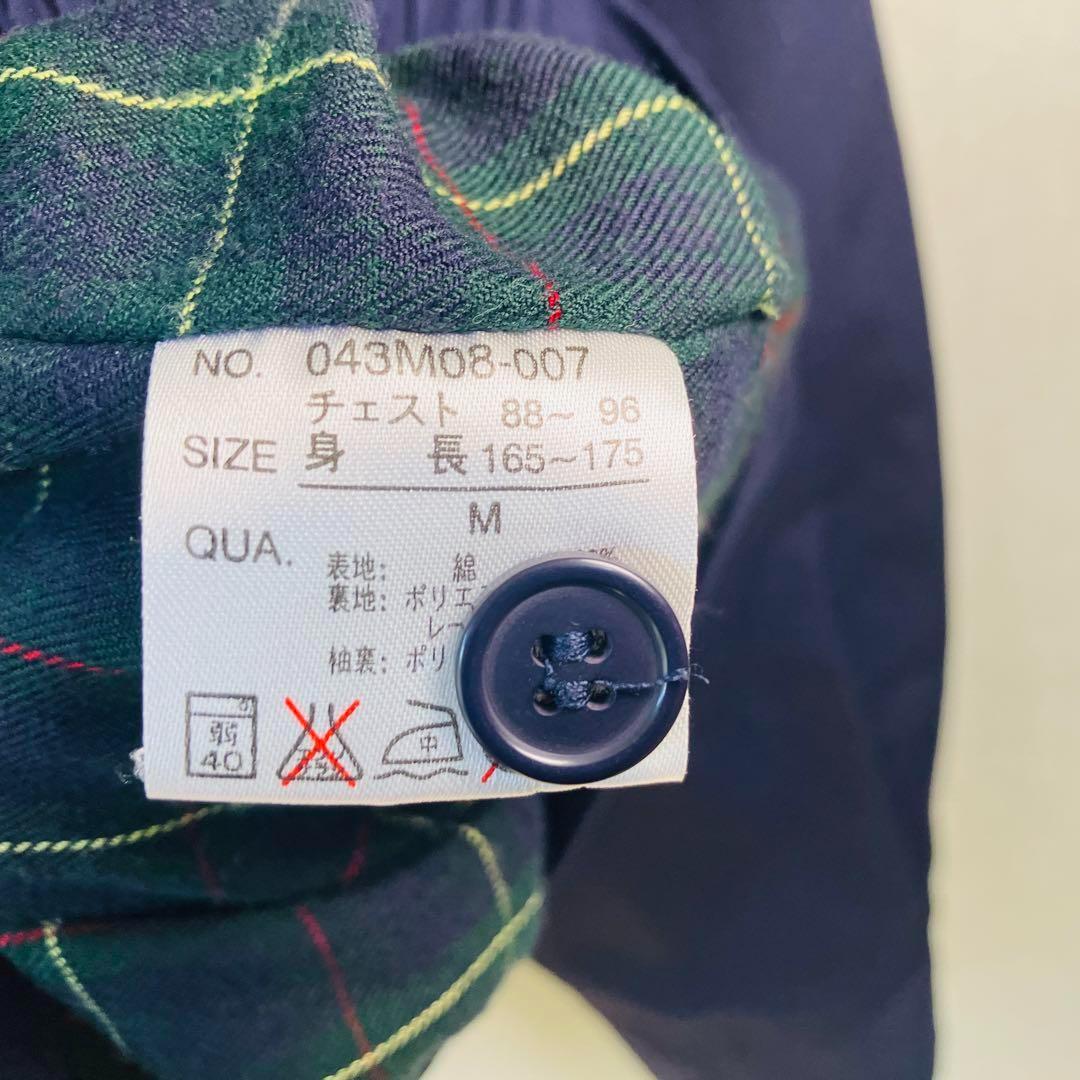 NO. 043M08-007
チェスト 88~ 96
SIZE 身 長 165~175
M
QUA.
表地: 綿
裏地: ポリエ
レー
袖裏: ポリ
弱 中
40